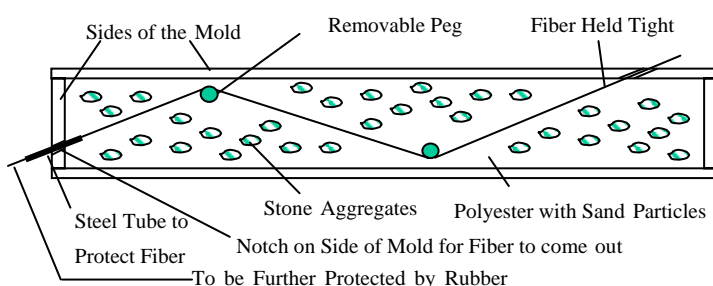 Sides of the Mold
Removable Peg
Fiber Held Tight
Stone Aggregates
Polyester with Sand Particles
Steel Tube to
Protect Fiber
Notch on Side of Mold for Fiber to come out
To be Further Protected by Rubber